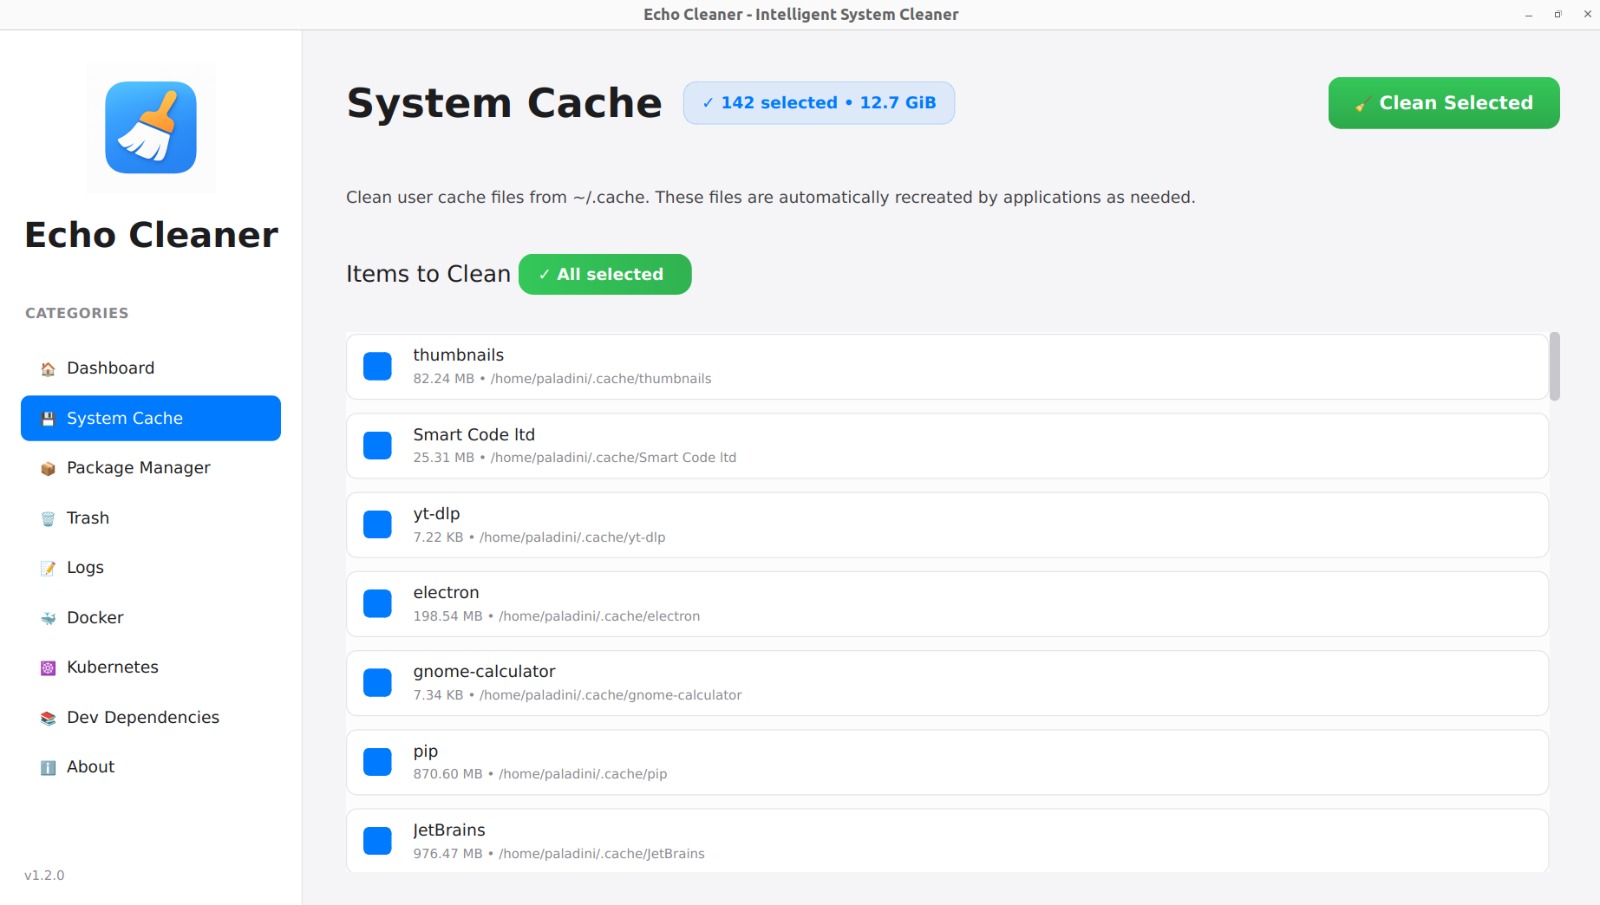 Echo Cleaner - Intelligent System Cleaner
Echo Cleaner
CATEGORIES
Dashboard
System Cache
Package Manager
Trash
Logs
Docker
Kubernetes
Dev Dependencies
About
v1.2.0
System Cache
✓ 142 selected • 12.7 GiB
Clean Selected
Clean user cache files from ~/.cache. These files are automatically recreated by applications as needed.
Items to Clean
✓ All selected
thumbnails
82.24 MB • /home/paladini/.cache/thumbnails
Smart Code ltd
25.31 MB • /home/paladini/.cache/Smart Code ltd
yt-dlp
7.22 KB • /home/paladini/.cache/yt-dlp
electron
198.54 MB • /home/paladini/.cache/electron
gnome-calculator
7.34 KB • /home/paladini/.cache/gnome-calculator
pip
870.60 MB • /home/paladini/.cache/pip
JetBrains
976.47 MB • /home/paladini/.cache/JetBrains